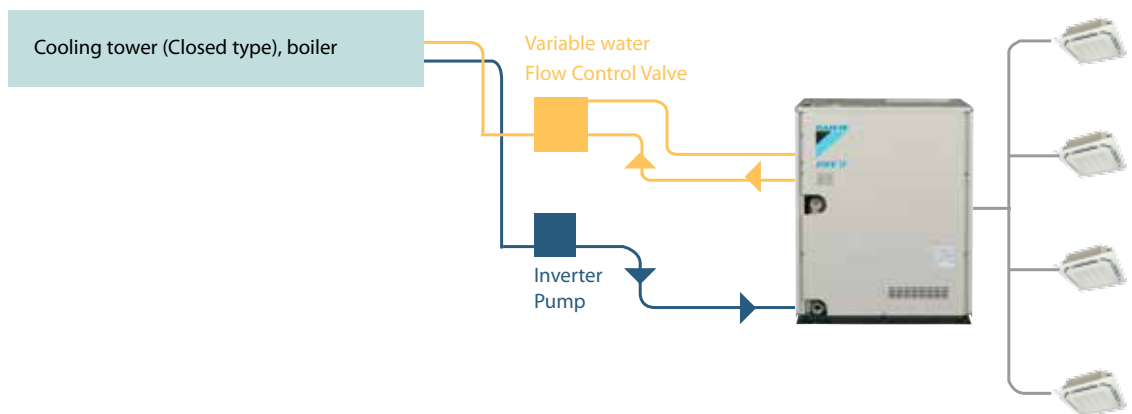 Cooling tower (Closed type), boiler
Variable water
Flow Control Valve
Inverter
Pump